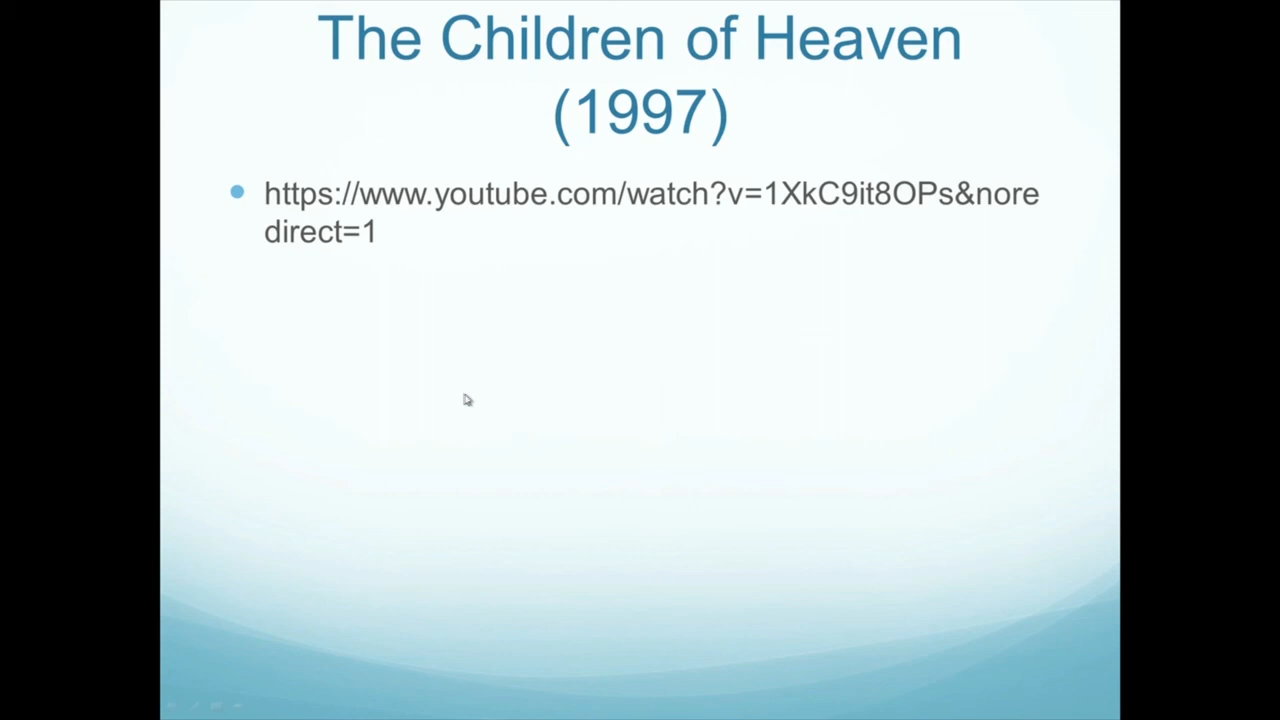 The Children of Heaven
(1997)
https://www.youtube.com/watch?v=1XkC9it8OPs&nore
direct=1